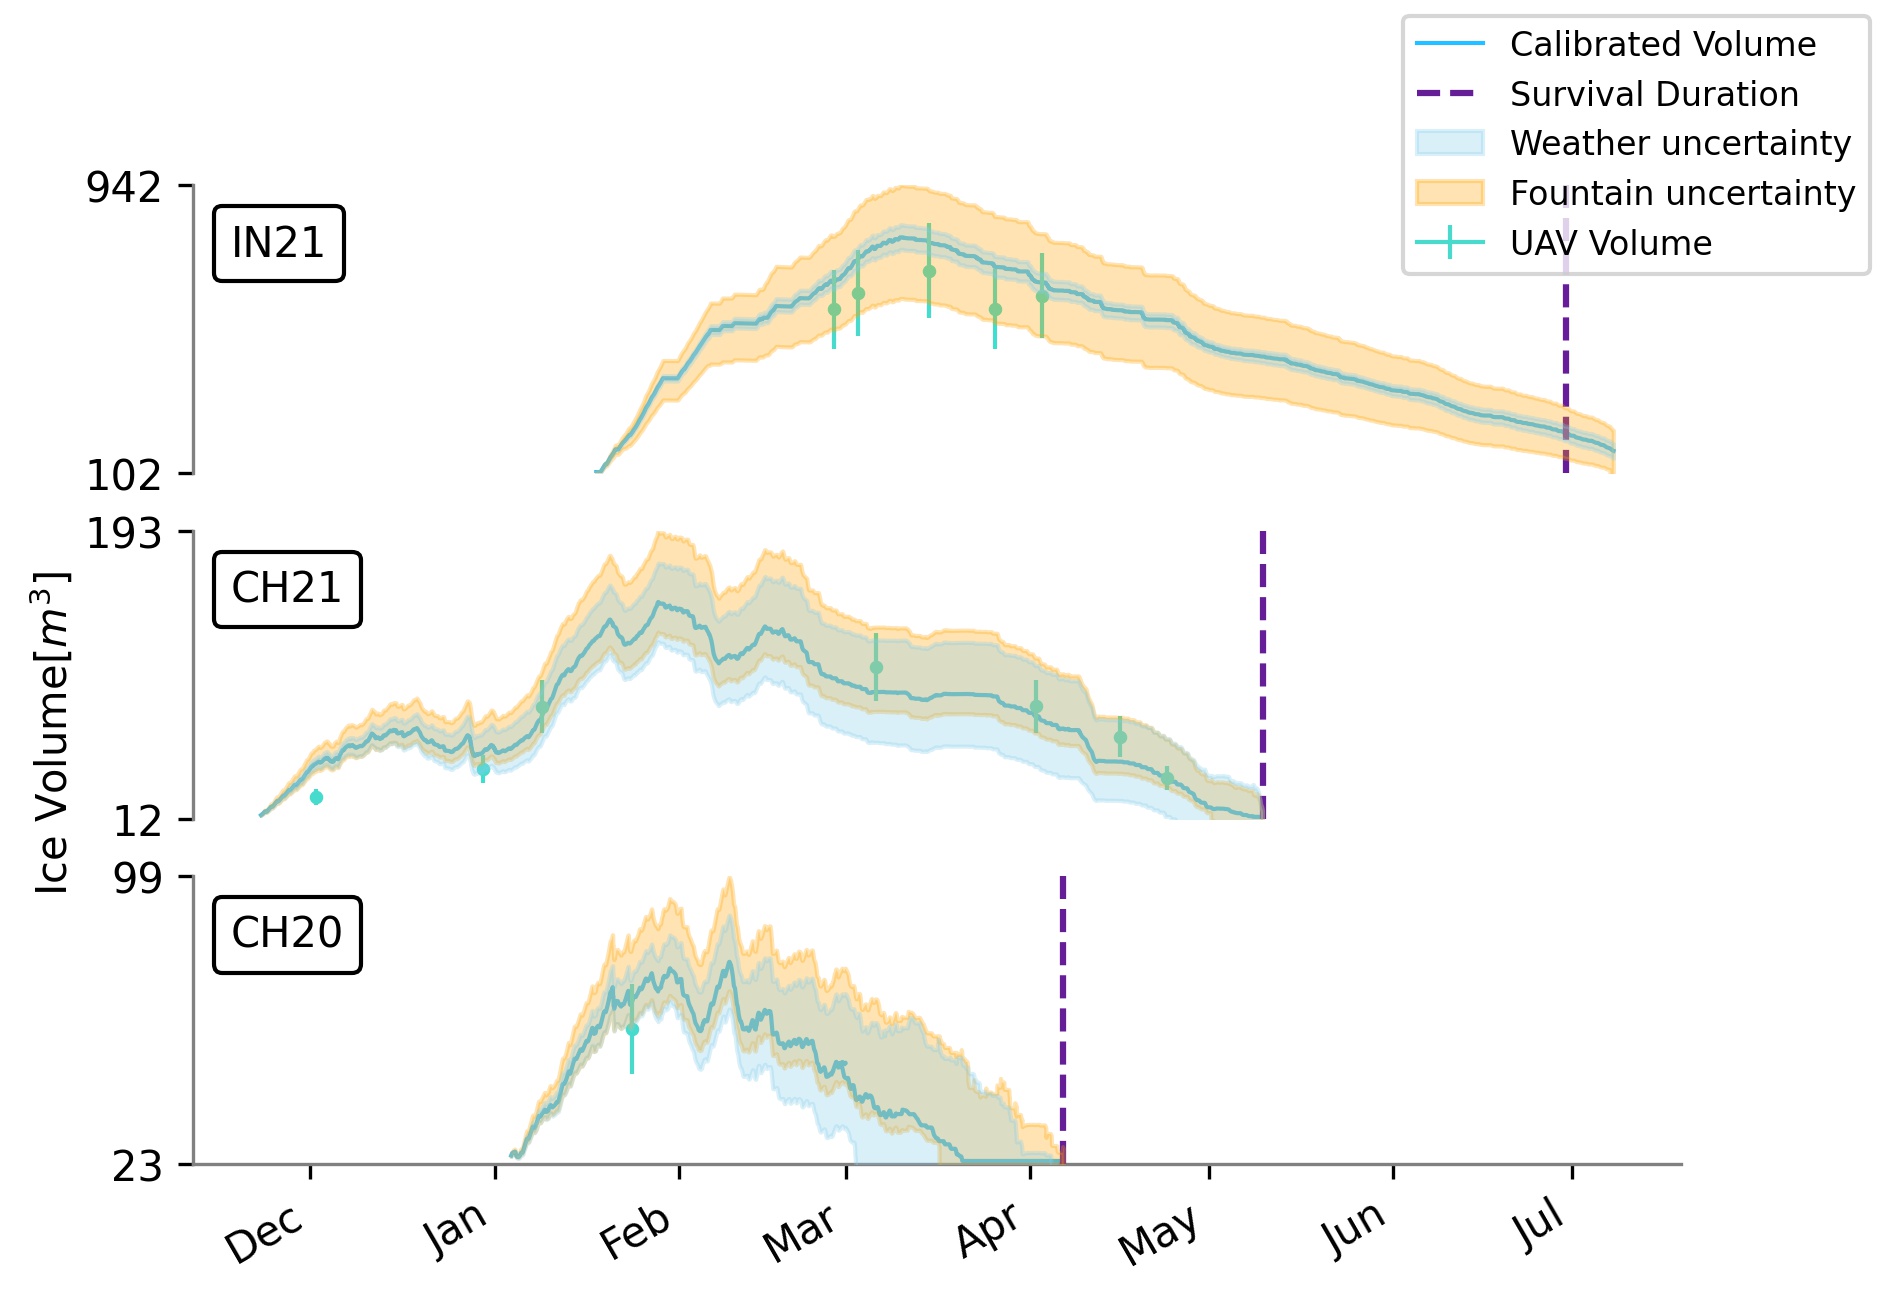 Calibrated Volume
Survival Duration
Weather uncertainty
Fountain uncertainty
UAV Volume
942
IN21
102
193
CH21
Ice Volume[m³]
12
99
CH20
23
Dec Jan Feb Mar Apr May Jun Jul